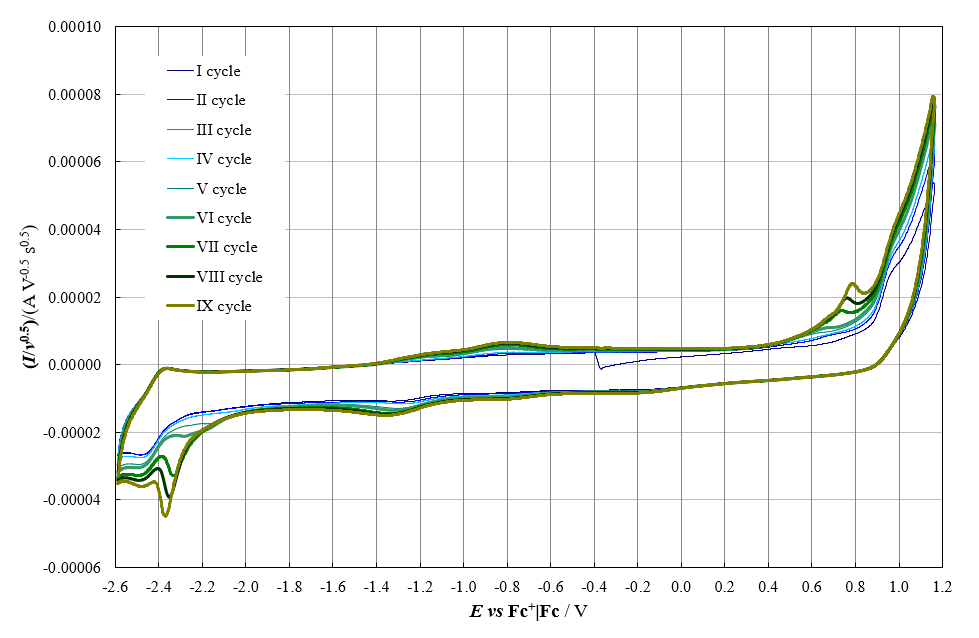 0.00010
0.00008
0.00006
0.00004
0.00002
0.00000
-0.00002
-0.00004
-0.00006
(I/v⁰·⁵)/(A V⁻⁰·⁵ s⁰·⁵)
I cycle
II cycle
III cycle
IV cycle
V cycle
VI cycle
VII cycle
VIII cycle
IX cycle
-2.6 -2.4 -2.2 -2.0 -1.8 -1.6 -1.4 -1.2 -1.0 -0.8 -0.6 -0.4 -0.2 0.0 0.2 0.4 0.6 0.8 1.0 1.2
E vs Fc⁺|Fc / V